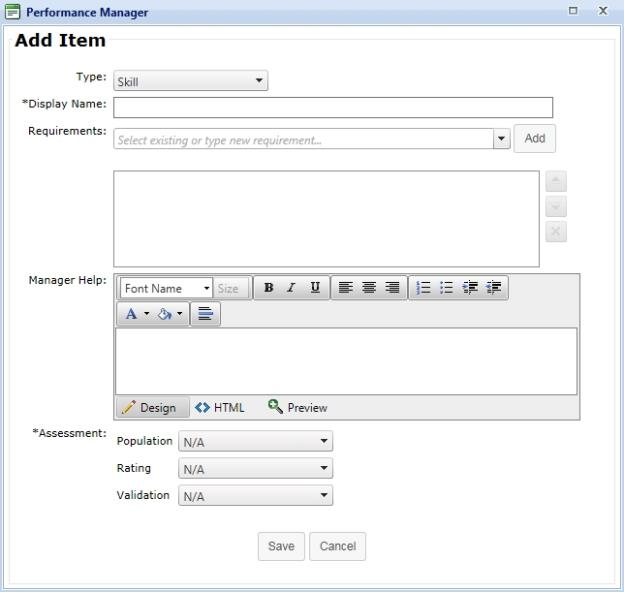 Performance Manager
Add Item
Type: Skill
*Display Name:
Requirements: Select existing or type new requirement... Add
Manager Help: Font Name Size B I U
A
Design HTML Preview
*Assessment:
Population N/A
Rating N/A
Validation N/A
Save Cancel